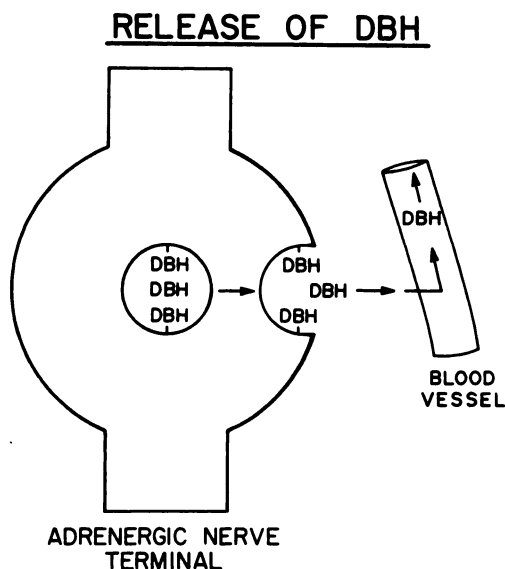 RELEASE OF DBH
DBH
DBH
DBH
DBH
DBH
DBH
DBH
BLOOD
VESSEL
ADRENERGIC NERVE
TERMINAL